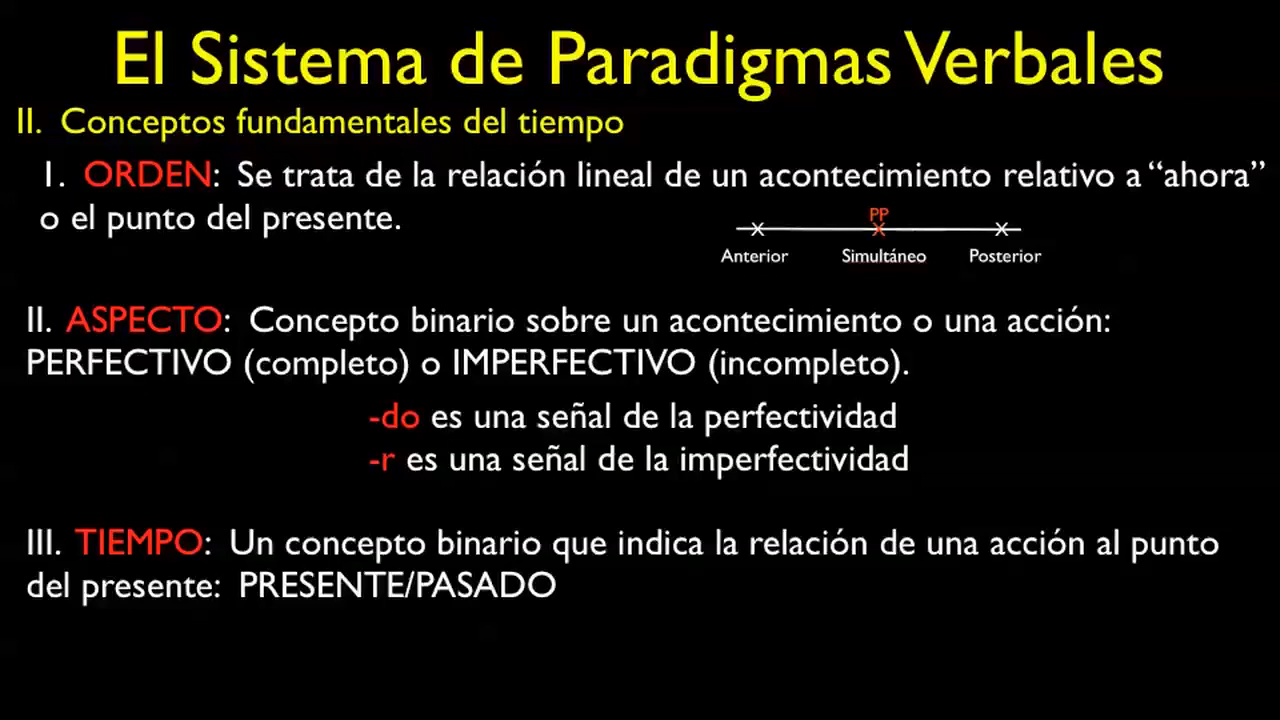 El Sistema de Paradigmas Verbales
II. Conceptos fundamentales del tiempo
1. ORDEN: Se trata de la relación lineal de un acontecimiento relativo a “ahora”
o el punto del presente.
PP
X X X
Anterior Simultáneo Posterior
II. ASPECTO: Concepto binario sobre un acontecimiento o una acción:
PERFECTIVO (completo) o IMPERFECTIVO (incompleto).
-do es una señal de la perfectividad
-r es una señal de la imperfectividad
III. TIEMPO: Un concepto binario que indica la relación de una acción al punto
del presente: PRESENTE/PASADO